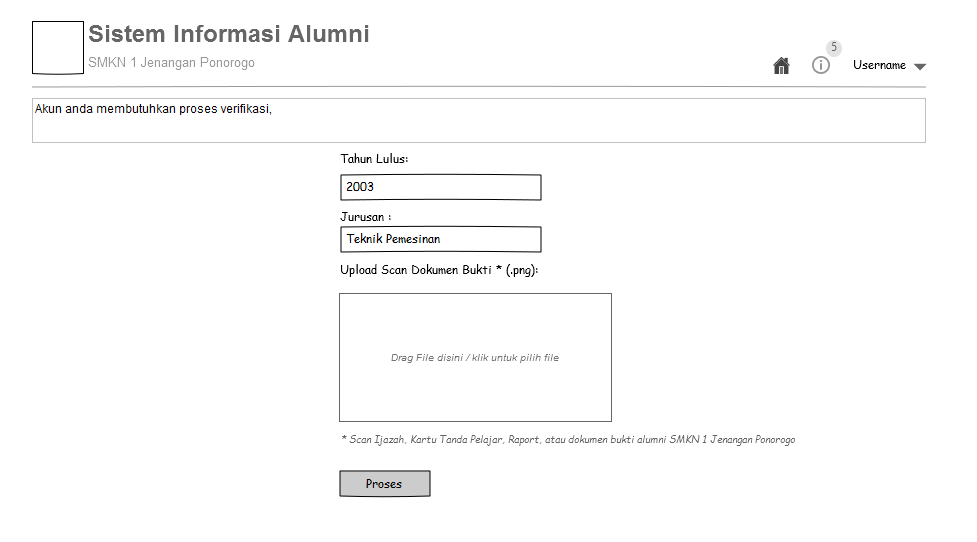 Sistem Informasi Alumni
SMKN 1 Jenangan Ponorogo
5
Username
Akun anda membutuhkan proses verifikasi,
Tahun Lulus:
2003
Jurusan :
Teknik Pemesinan
Upload Scan Dokumen Bukti * (.png):
Drag File disini / klik untuk pilih file
* Scan Ijazah, Kartu Tanda Pelajar, Raport, atau dokumen bukti alumni SMKN 1 Jenangan Ponorogo
Proses